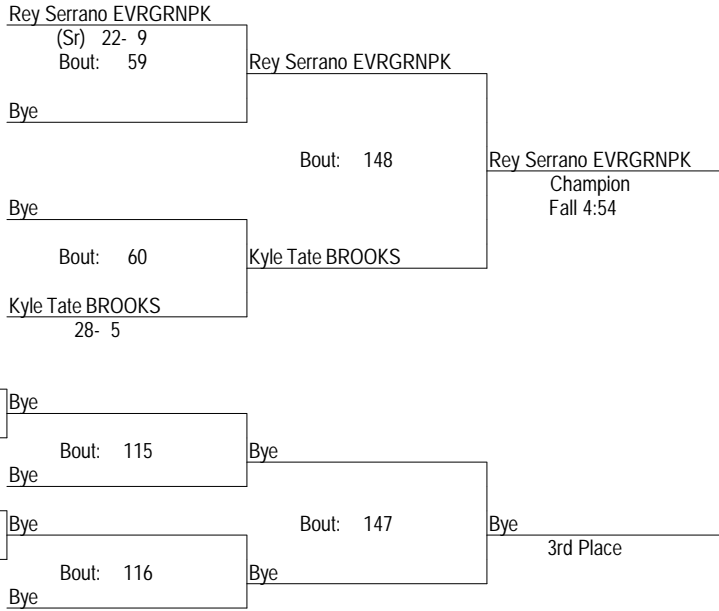 Rey Serrano EVRGRNPK
(Sr) 22- 9
Bout: 59
Rey Serrano EVRGRNPK
Bye
Bout: 148
Rey Serrano EVRGRNPK
Champion
Fall 4:54
Bye
Bout: 60
Kyle Tate BROOKS
Kyle Tate BROOKS
28- 5
Bye
Bout: 115
Bye
Bye
Bye
Bout: 147
Bye
3rd Place
Bout: 116
Bye
Bye